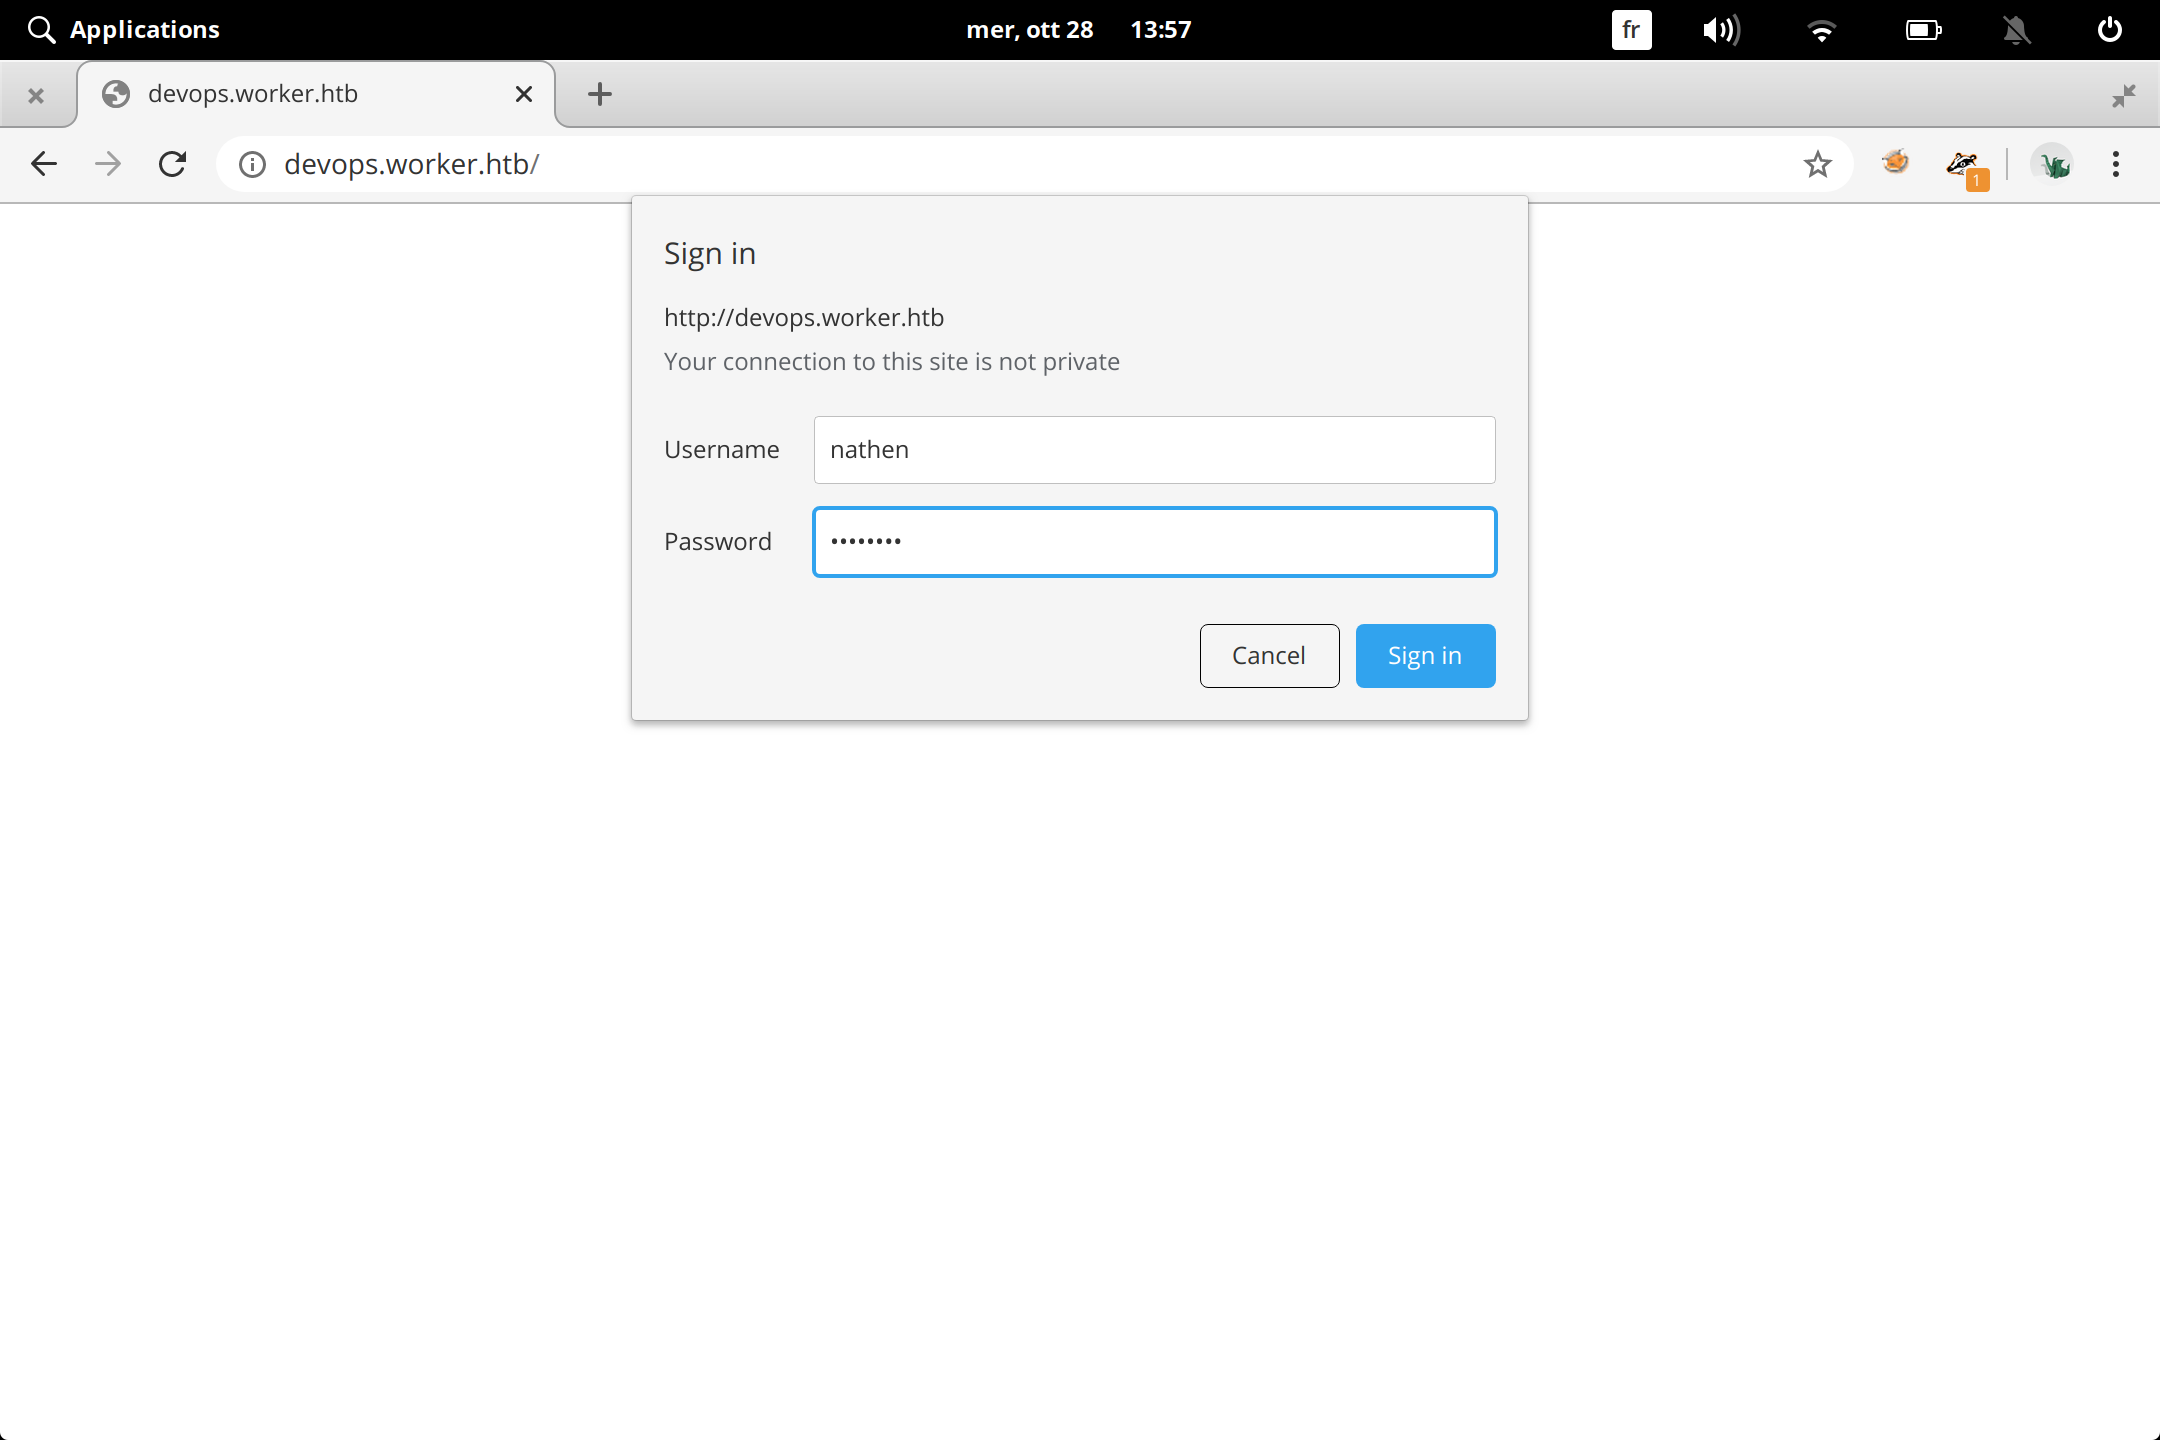 Applications mer, ott 28 13:57 fr
devops.worker.htb
devops.worker.htb/
1
Sign in
http://devops.worker.htb
Your connection to this site is not private
Username nathen
Password ••••••••
Cancel Sign in